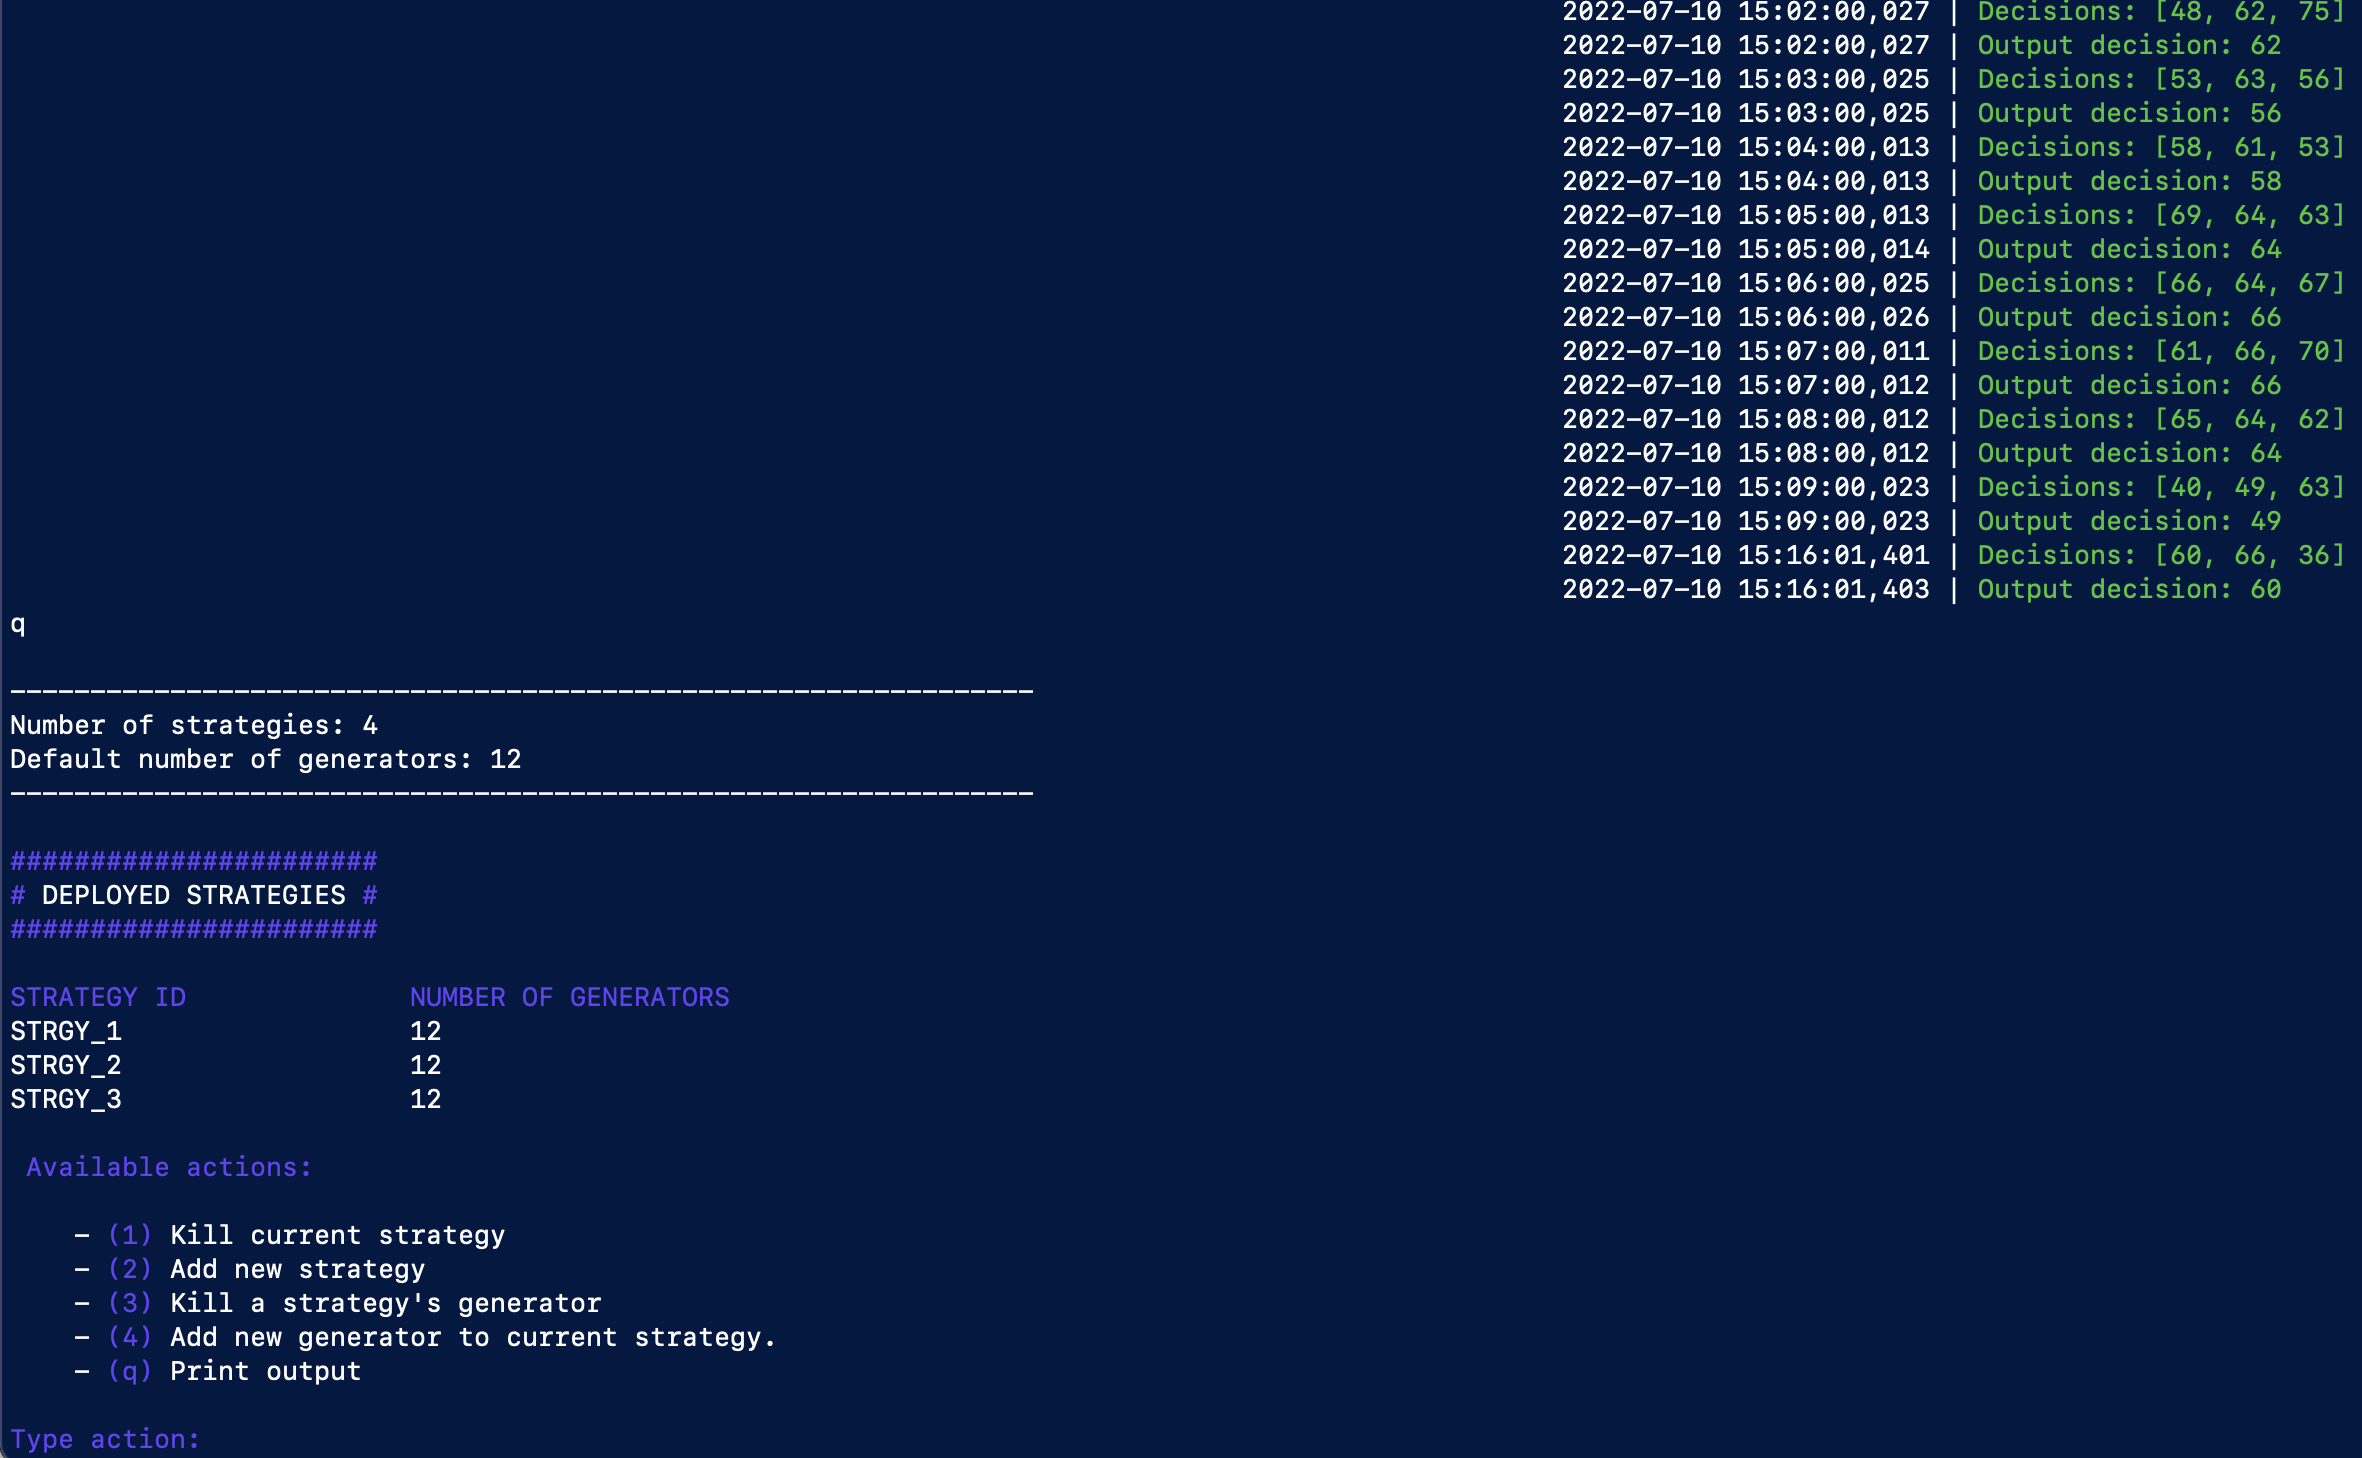 2022-07-10 15:02:00,027 | Decisions: [48, 62, 75]
2022-07-10 15:02:00,027 | Output decision: 62
2022-07-10 15:03:00,025 | Decisions: [53, 63, 56]
2022-07-10 15:03:00,025 | Output decision: 56
2022-07-10 15:04:00,013 | Decisions: [58, 61, 53]
2022-07-10 15:04:00,013 | Output decision: 58
2022-07-10 15:05:00,013 | Decisions: [69, 64, 63]
2022-07-10 15:05:00,014 | Output decision: 64
2022-07-10 15:06:00,025 | Decisions: [66, 64, 67]
2022-07-10 15:06:00,026 | Output decision: 66
2022-07-10 15:07:00,011 | Decisions: [61, 66, 70]
2022-07-10 15:07:00,012 | Output decision: 66
2022-07-10 15:08:00,012 | Decisions: [65, 64, 62]
2022-07-10 15:08:00,012 | Output decision: 64
2022-07-10 15:09:00,023 | Decisions: [40, 49, 63]
2022-07-10 15:09:00,023 | Output decision: 49
2022-07-10 15:16:01,401 | Decisions: [60, 66, 36]
2022-07-10 15:16:01,403 | Output decision: 60
q
----------------------------------------------------------------
Number of strategies: 4
Default number of generators: 12
----------------------------------------------------------------
#######################
# DEPLOYED STRATEGIES #
#######################
STRATEGY ID NUMBER OF GENERATORS
STRGY_1 12
STRGY_2 12
STRGY_3 12
Available actions:
- (1) Kill current strategy
- (2) Add new strategy
- (3) Kill a strategy's generator
- (4) Add new generator to current strategy.
- (q) Print output
Type action: